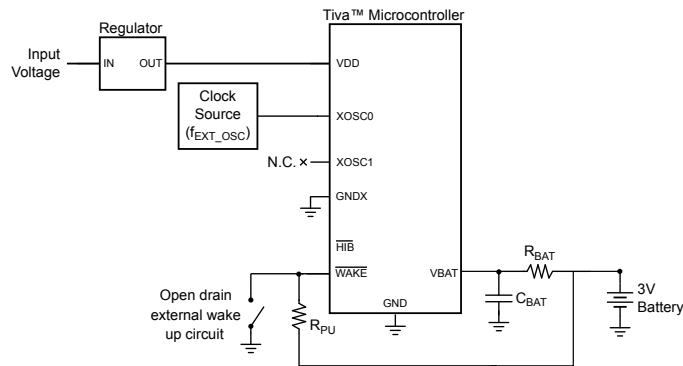 Tiva™ Microcontroller
Regulator
Input
Voltage
IN
OUT
VDD
Clock
Source
(fEXT_OSC)
XOSC0
N.C.
XOSC1
GNDX
HIB
WAKE
VBAT
RBAT
Open drain
external wake
up circuit
RPU
GND
CBAT
3V
Battery